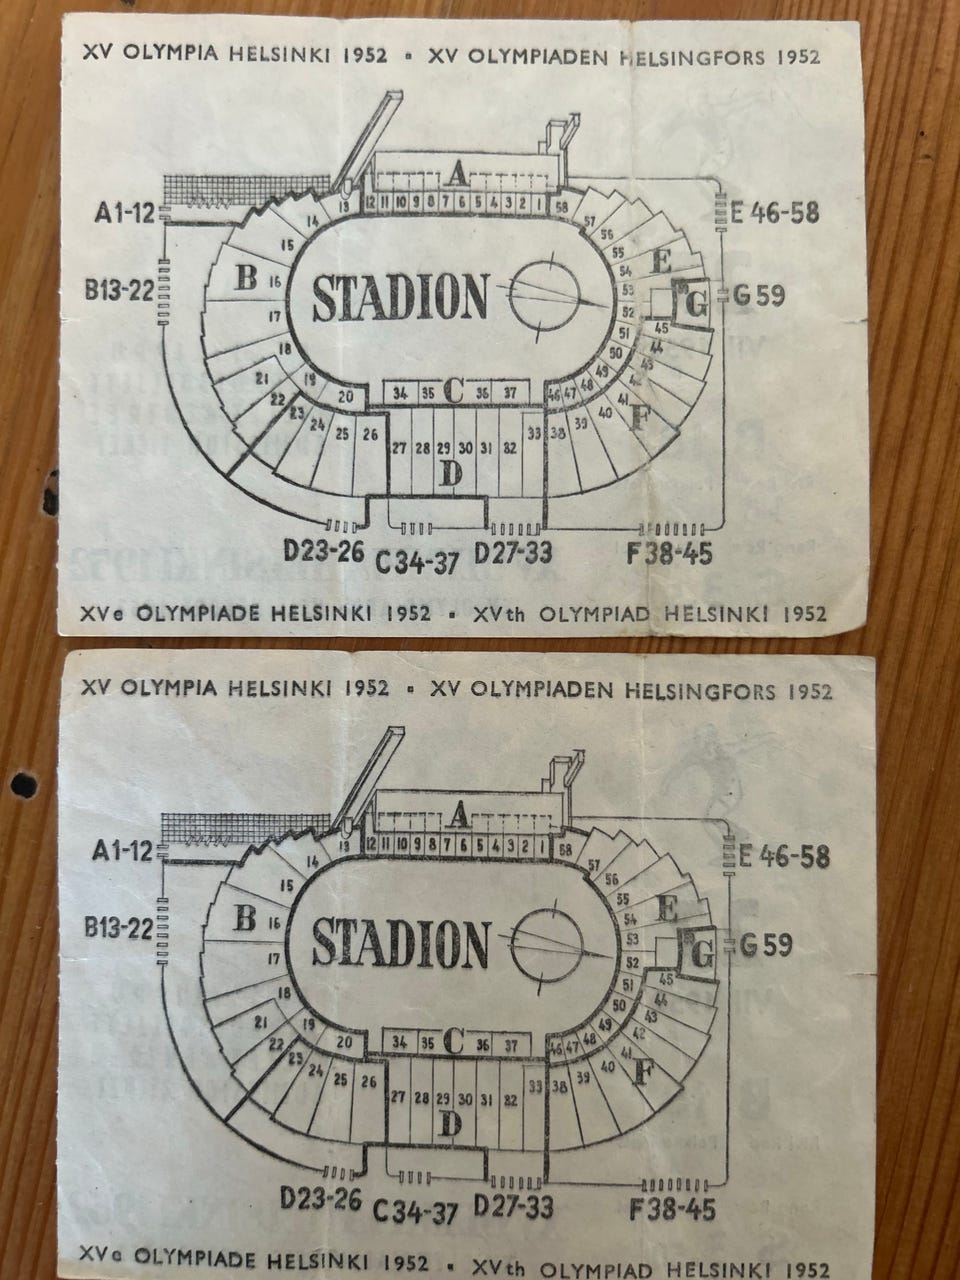 XV OLYMPIA HELSINKI 1952 ▪ XV OLYMPIADEN HELSINGFORS 1952
A
12 11 10 9 8 7 6 5 4 3 2 1
13 58
14 57
A1-12 E 46-58
15 56
55
54 E
B 16 STADION 53
B13-22 G G 59
17 52
51 45
18 50 44
49 43
21 19 48 42
22 20 34 35 C 36 37 46 47 41
23 40 F
24 39
25 26 27 28 29 30 31 32 33 38
D
D23-26 C34-37 D27-33 F38-45
XVe OLYMPIADE HELSINKI 1952 ▪ XVth OLYMPIAD HELSINKI 1952
XV OLYMPIA HELSINKI 1952 ▪ XV OLYMPIADEN HELSINGFORS 1952
A
12 11 10 9 8 7 6 5 4 3 2 1
13 58
14 57
A1-12 E 46-58
15 56
55
54 E
B 16 STADION 53
B13-22 G G 59
17 52
51 45
18 50 44
49 43
21 19 48 42
22 20 34 35 C 36 37 46 47 41
23 40 F
24 39
25 26 27 28 29 30 31 32 33 38
D
D23-26 C34-37 D27-33 F38-45
XVe OLYMPIADE HELSINKI 1952 ▪ XVth OLYMPIAD HELSINKI 1952